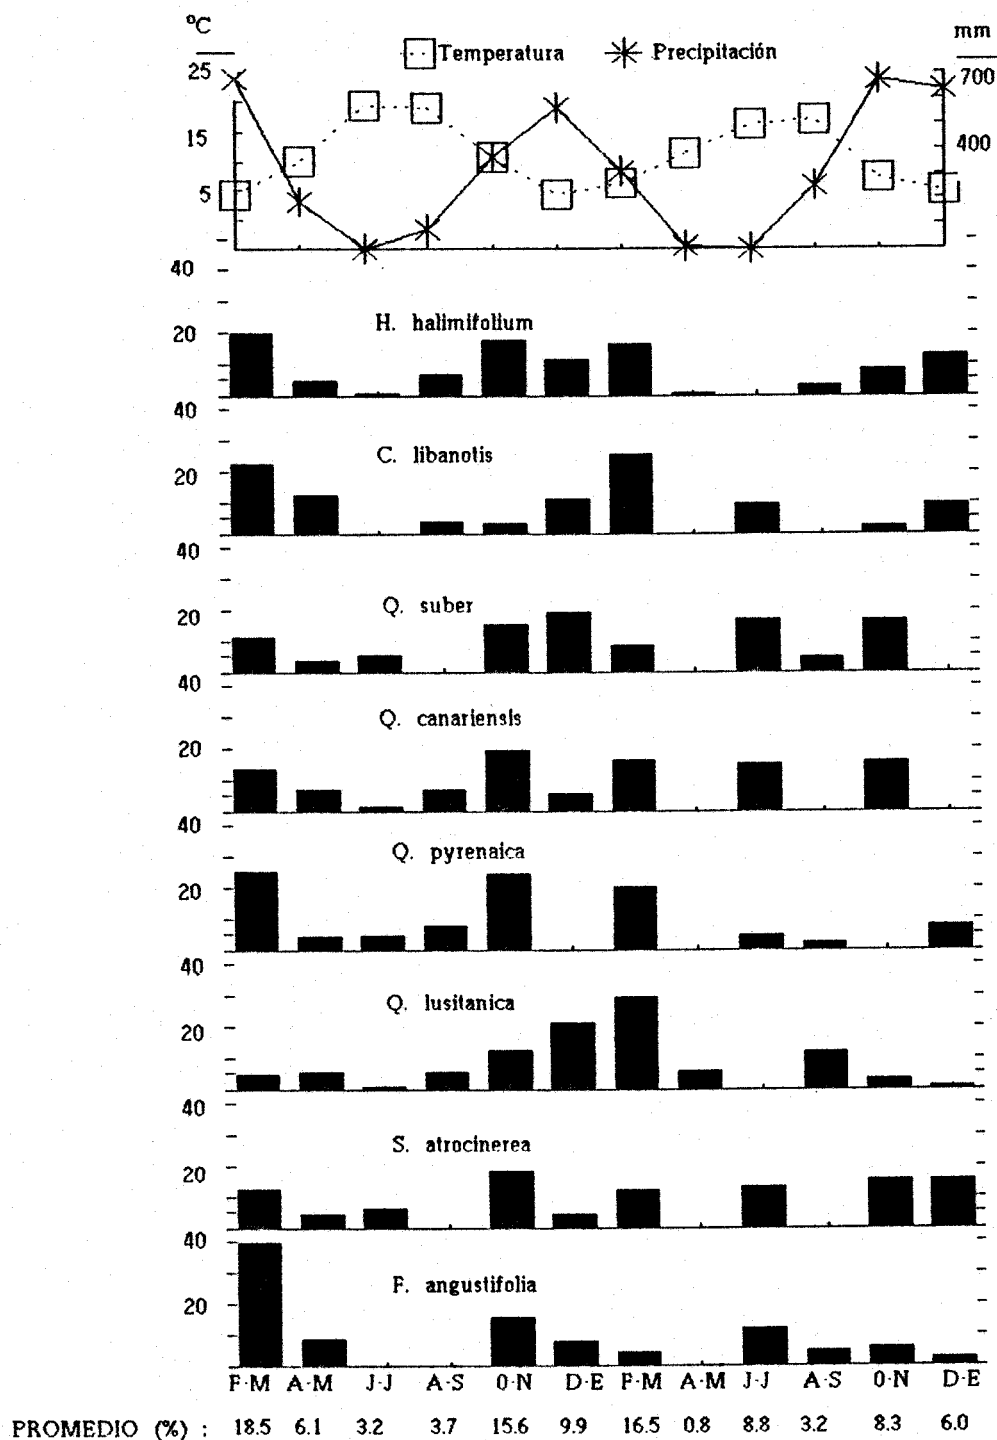 ºC
mm
Temperatura
Precipitación
25
700
15
400
5
40
H. halimifolium
20
40
C. libanotis
20
40
Q. suber
20
40
Q. canariensis
20
40
Q. pyrenaica
20
40
Q. lusitanica
20
40
S. atrocinerea
20
40
F. angustifolia
20
F·M A·M J·J A·S O·N D·E F·M A·M J·J A·S O·N D·E
PROMEDIO (%) : 18.5 6.1 3.2 3.7 15.6 9.9 16.5 0.8 8.8 3.2 8.3 6.0